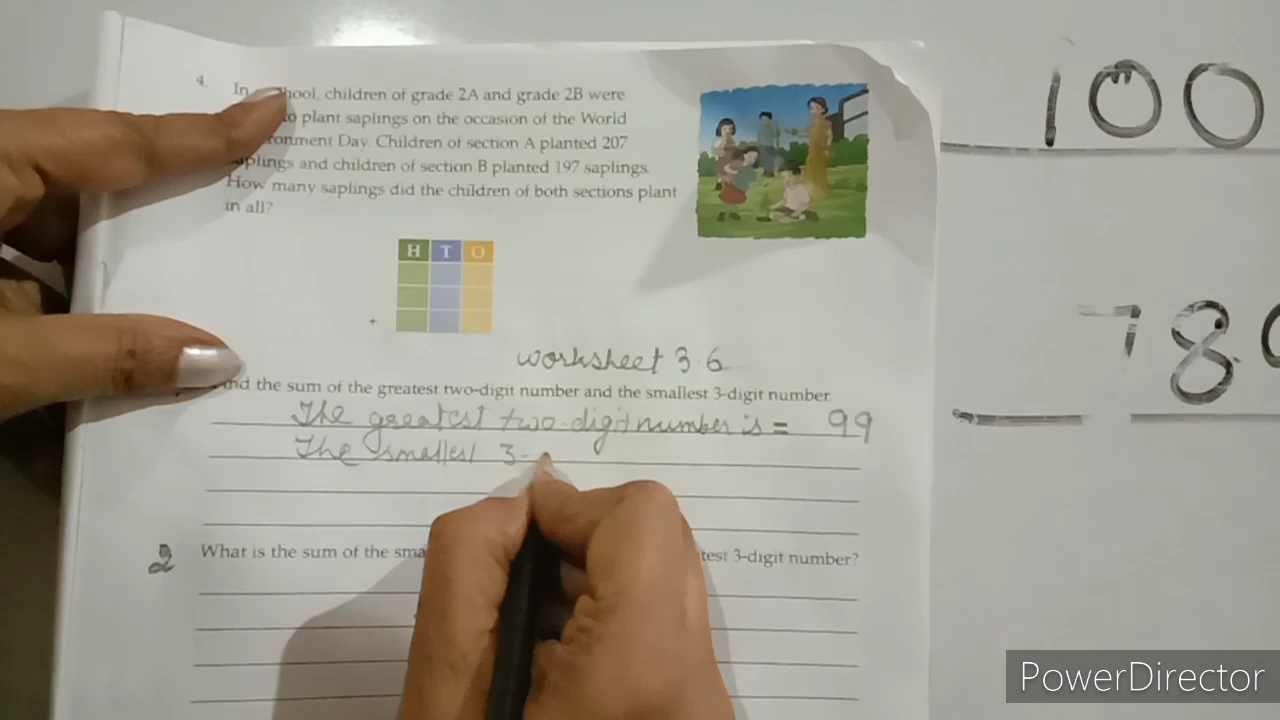 4.
In hool, children of grade 2A and grade 2B were
to plant saplings on the occasion of the World
ronment Day. Children of section A planted 207
plings and children of section B planted 197 saplings.
How many saplings did the children of both sections plant
in all?
H T O
+
worksheet 3.6
nd the sum of the greatest two-digit number and the smallest 3-digit number.
The greatest two-digit number is = 99
The smallest 3-
2 What is the sum of the sma test 3-digit number?
100
789
PowerDirector